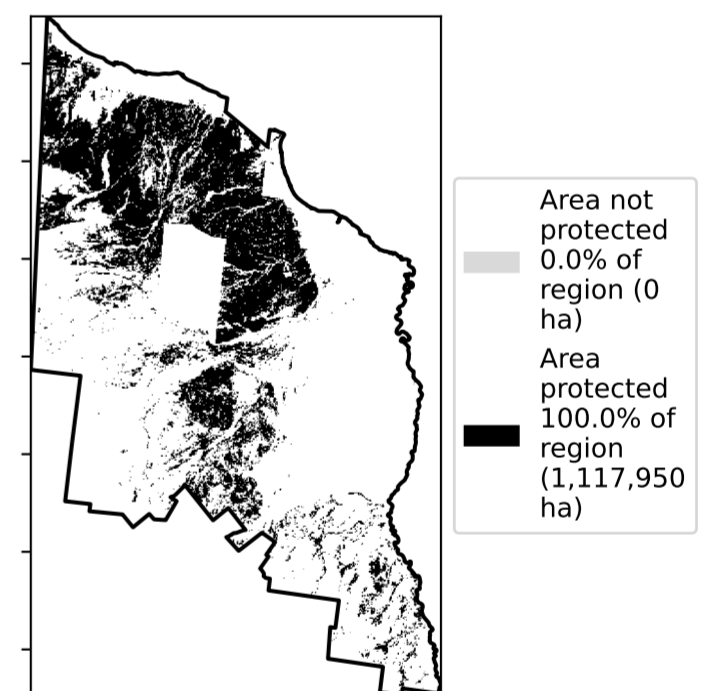 Area not
protected
0.0% of
region (0
ha)
Area
protected
100.0% of
region
(1,117,950
ha)